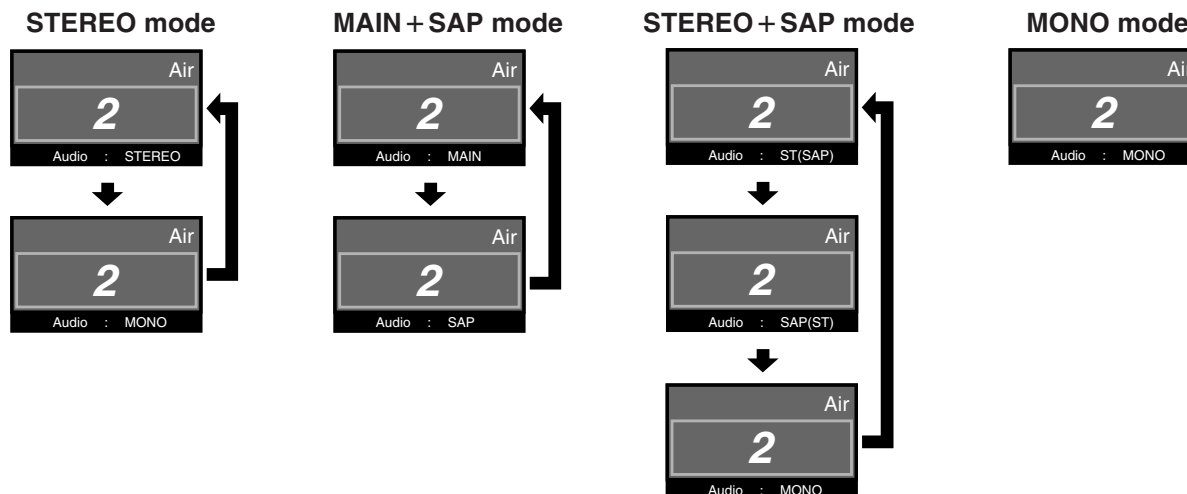 STEREO mode
Air
2
Audio : STEREO
Air
2
Audio : MONO
MAIN+SAP mode
Air
2
Audio : MAIN
Air
2
Audio : SAP
STEREO+SAP mode
Air
2
Audio : ST(SAP)
Air
2
Audio : SAP(ST)
Air
2
Audio : MONO
MONO mode
Air
2
Audio : MONO